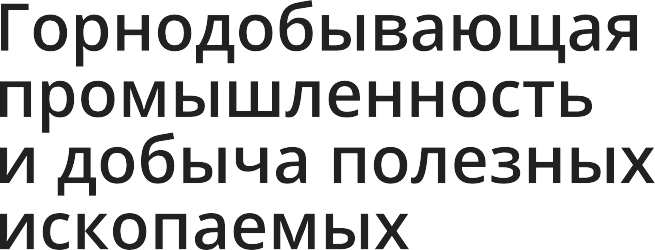 Горнодобывающая
промышленность
и добыча полезных
ископаемых